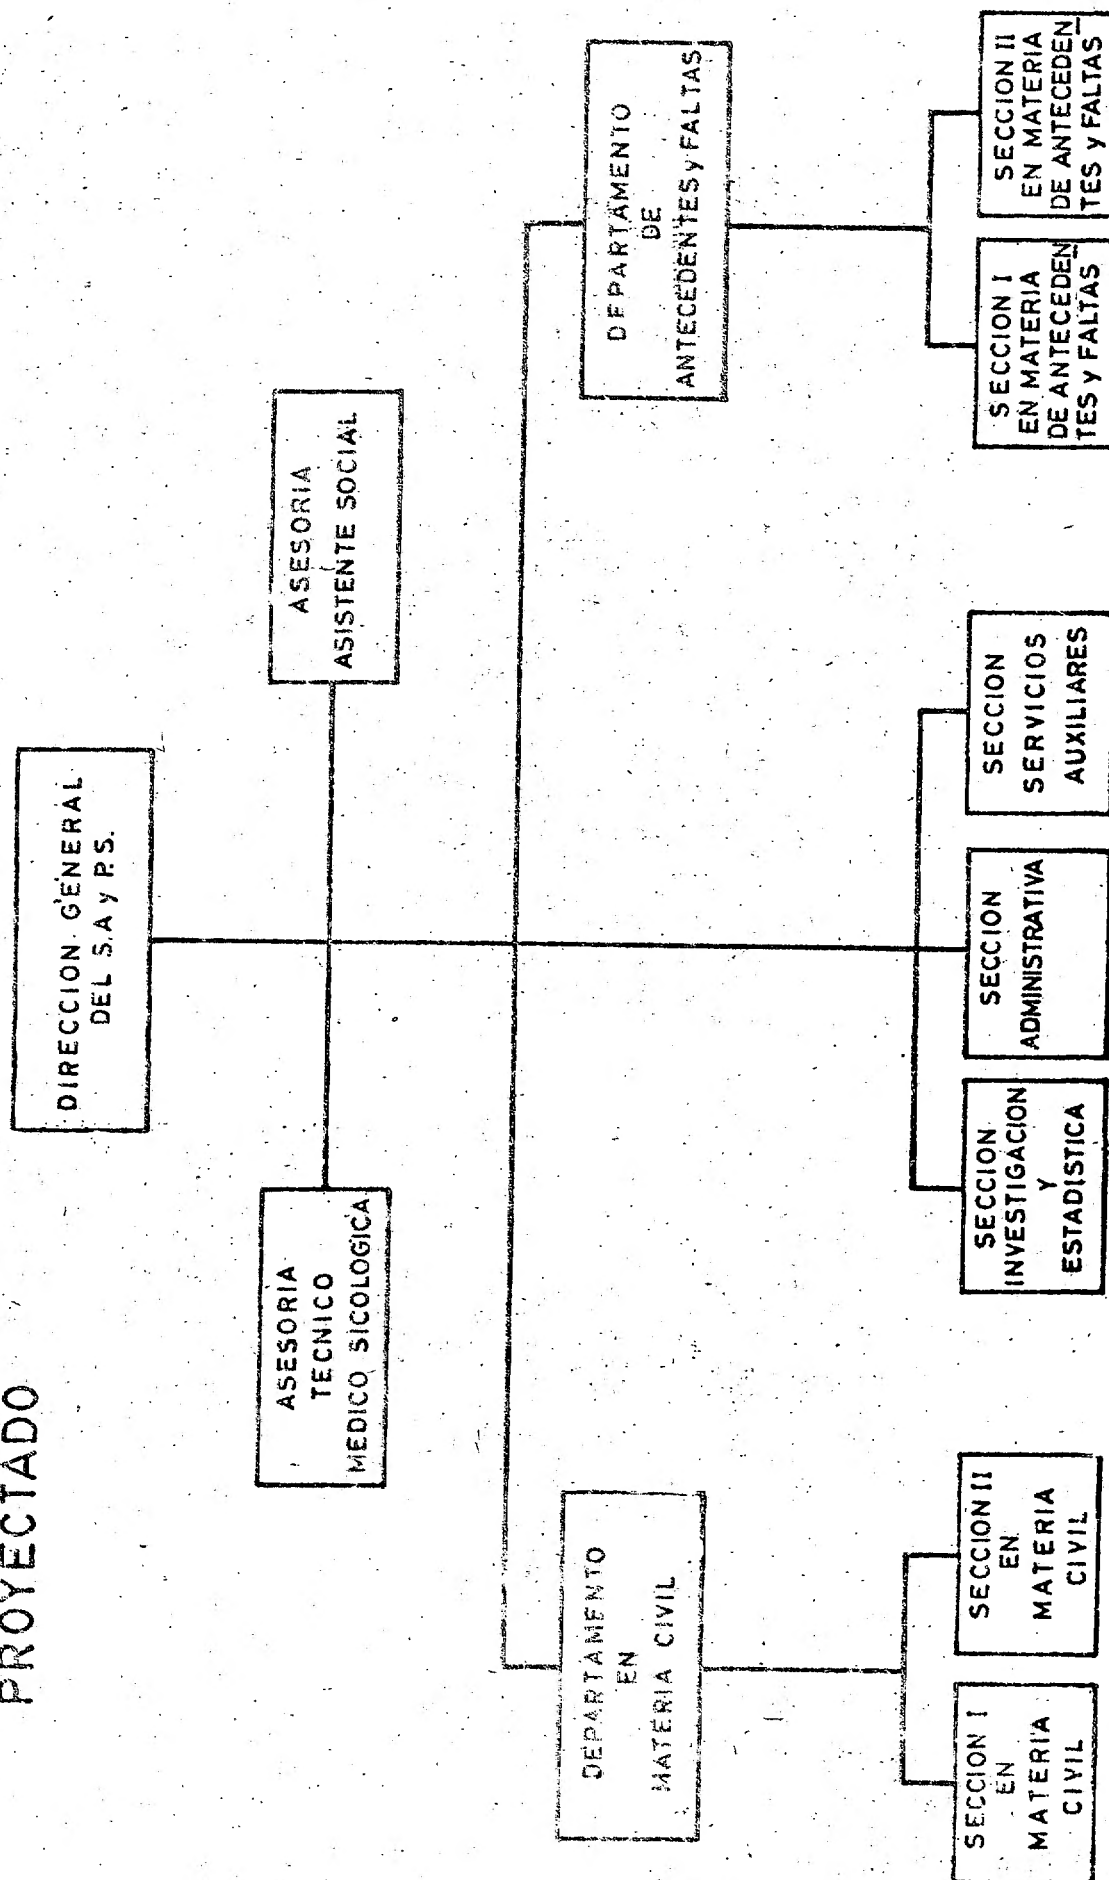 PROYECTADO
DIRECCION GENERAL
DEL S.A y P.S.
ASESORIA
TECNICO
MEDICO SICOLOGICA
ASESORIA
ASISTENTE SOCIAL
DEPARTAMENTO
EN
MATERIA CIVIL
DEPARTAMENTO
DE
ANTECEDENTES y FALTAS
SECCION I
EN
MATERIA
CIVIL
SECCION II
EN
MATERIA
CIVIL
SECCION
INVESTIGACION
Y
ESTADISTICA
SECCION
ADMINISTRATIVA
SECCION
SERVICIOS
AUXILIARES
SECCION I
EN MATERIA
DE ANTECEDEN
TES y FALTAS
SECCION II
EN MATERIA
DE ANTECEDEN
TES y FALTAS